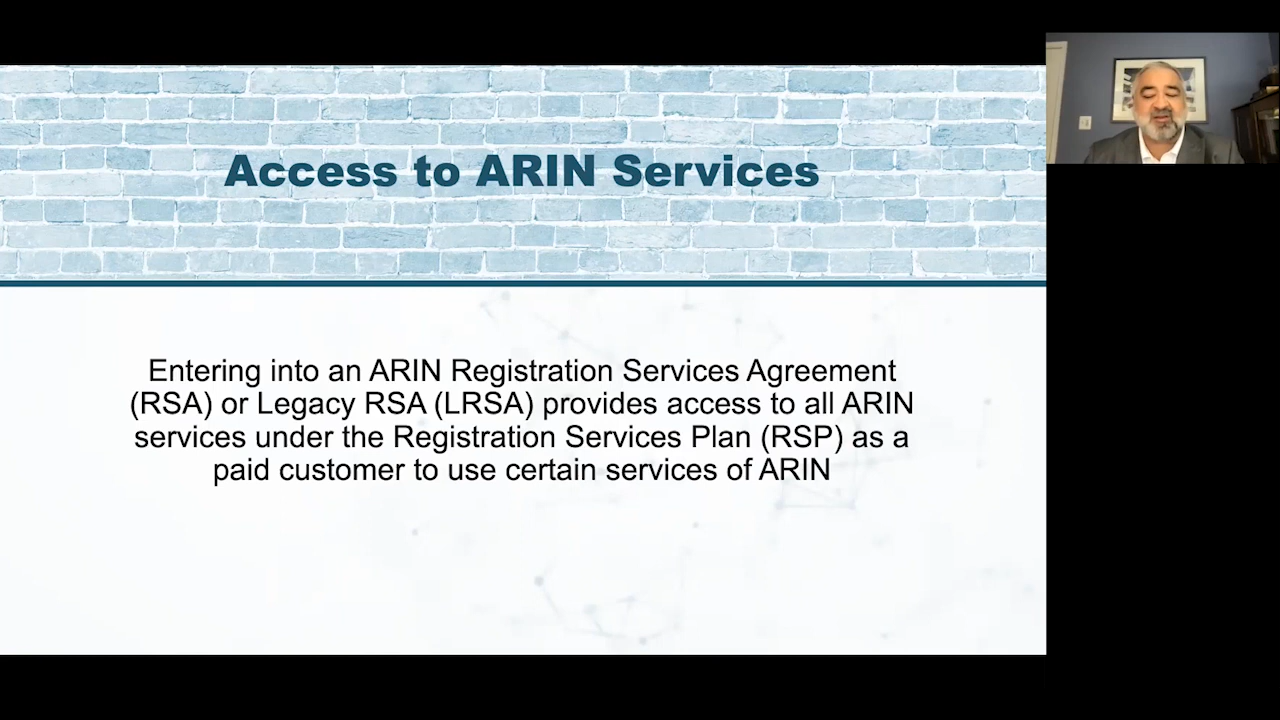 Access to ARIN Services
Entering into an ARIN Registration Services Agreement
(RSA) or Legacy RSA (LRSA) provides access to all ARIN
services under the Registration Services Plan (RSP) as a
paid customer to use certain services of ARIN